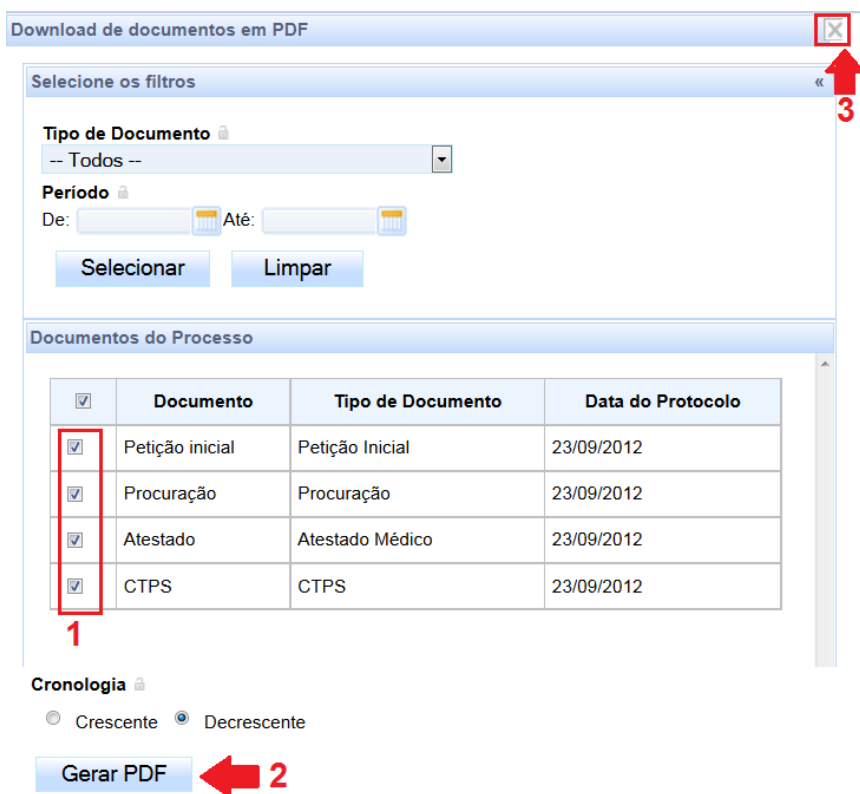 Download de documentos em PDF
Selecione os filtros «
3
Tipo de Documento
-- Todos --
Período
De: Até:
Selecionar Limpar
Documentos do Processo
Documento Tipo de Documento Data do Protocolo
Petição inicial Petição Inicial 23/09/2012
Procuração Procuração 23/09/2012
Atestado Atestado Médico 23/09/2012
CTPS CTPS 23/09/2012
1
Cronologia
Crescente Decrescente
Gerar PDF 2